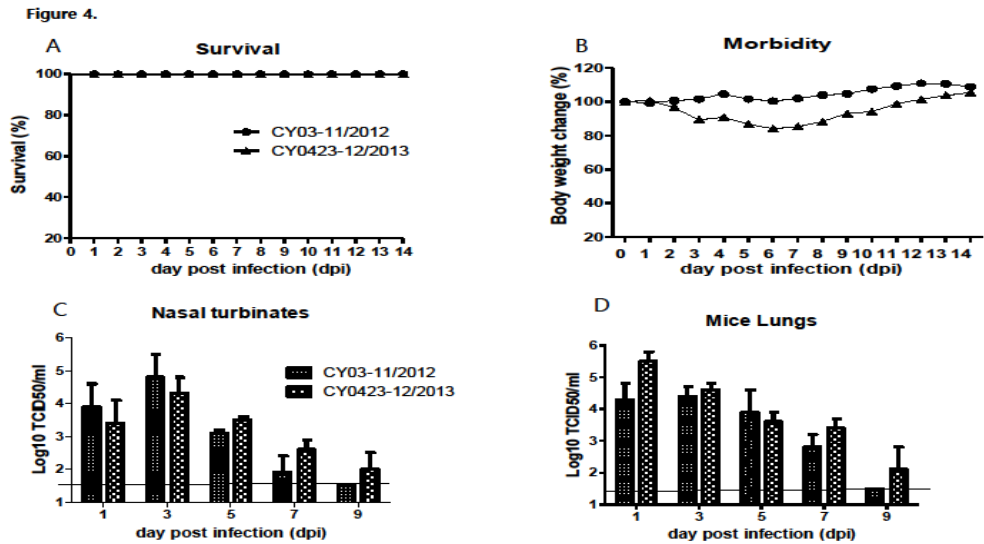 Figure 4.
A
Survival
Survival (%)
100
80
60
40
20
CY03-11/2012
CY0423-12/2013
0 1 2 3 4 5 6 7 8 9 10 11 12 13 14
day post infection (dpi)
B
Morbidity
Body weight change (%)
120
100
80
60
40
20
0 1 2 3 4 5 6 7 8 9 10 11 12 13 14
day post infection (dpi)
C
Nasal turbinates
Log10 TCID50/ml
6
5
4
3
2
1
CY03-11/2012
CY0423-12/2013
1 3 5 7 9
day post infection (dpi)
D
Mice Lungs
Log10 TCID50/ml
6
5
4
3
2
1
1 3 5 7 9
day post infection (dpi)